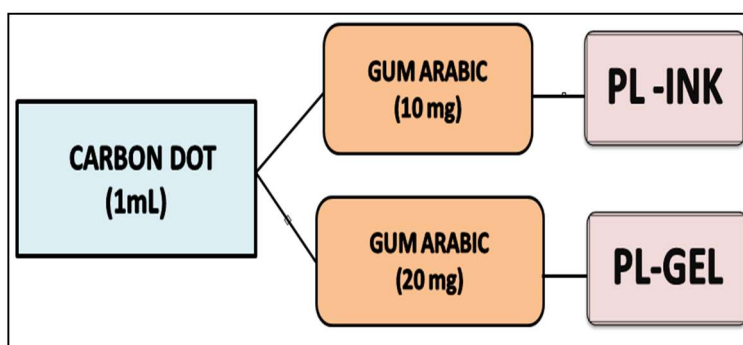 CARBON DOT
(1mL)
GUM ARABIC
(10 mg)
PL -INK
GUM ARABIC
(20 mg)
PL-GEL